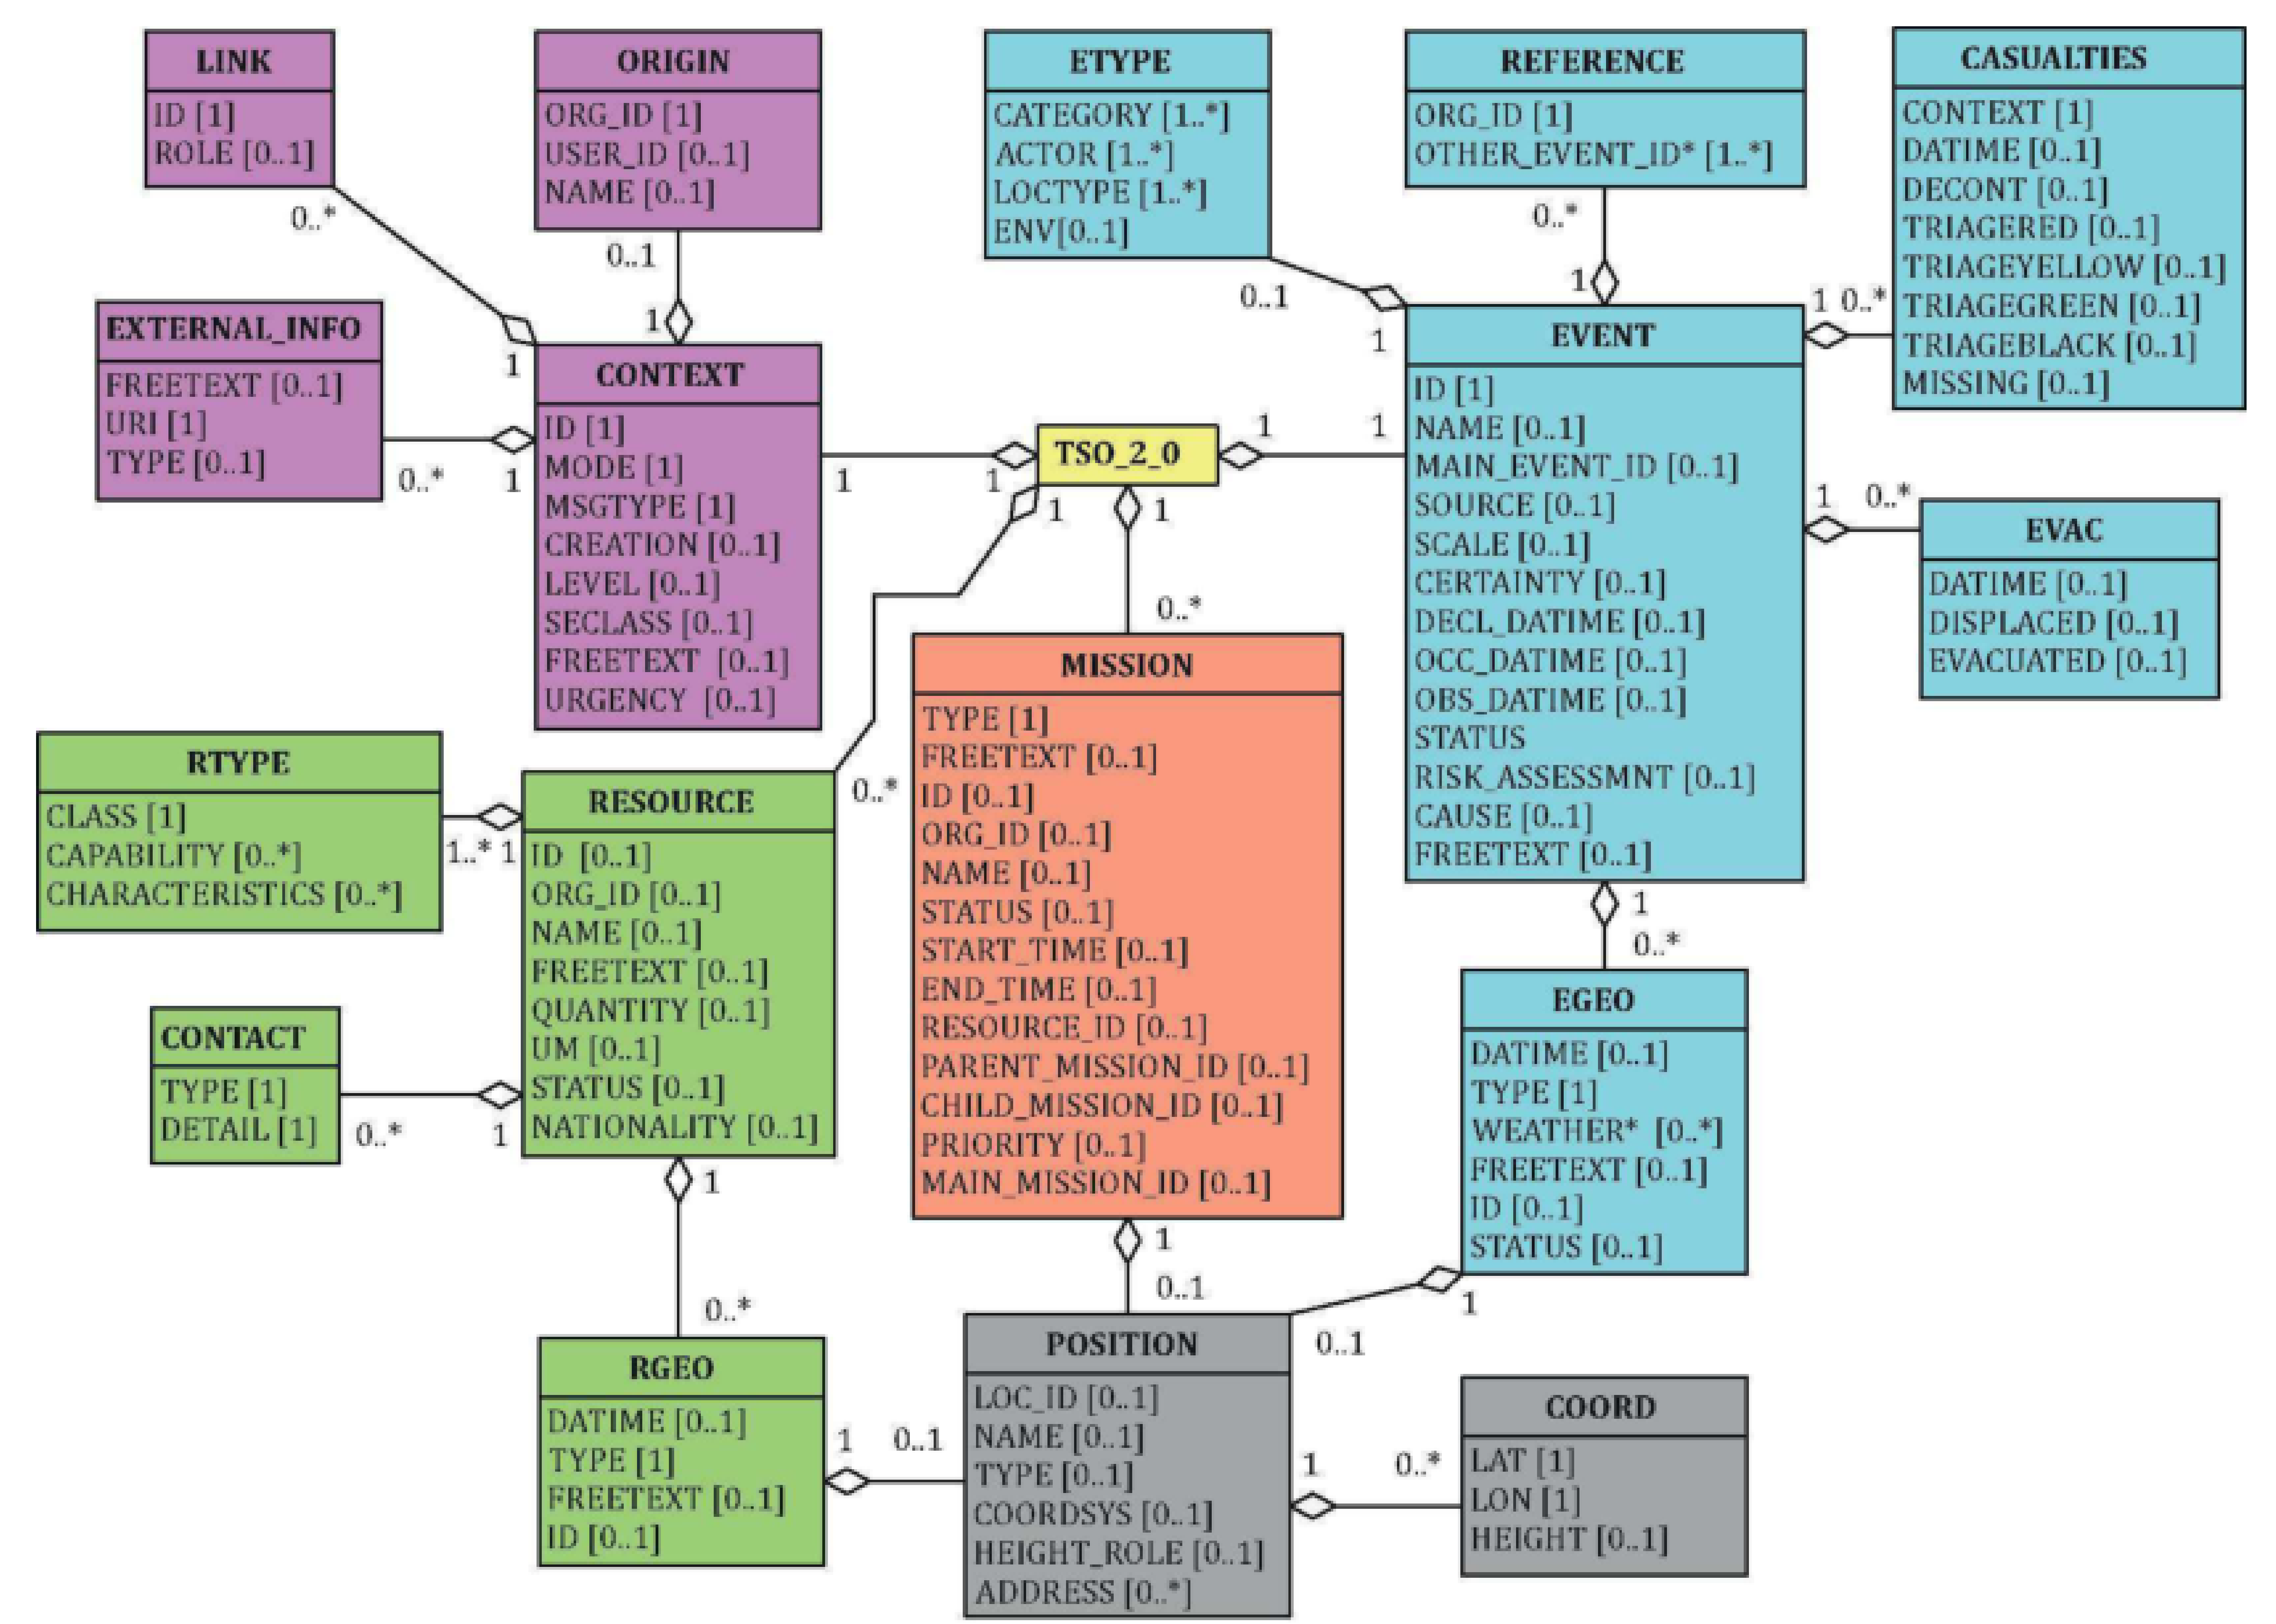 LINK
ID [1]
ROLE [0..1]
0..*
ORIGIN
ORG_ID [1]
USER_ID [0..1]
NAME [0..1]
0..1
1
ETYPE
CATEGORY [1..*]
ACTOR [1..*]
LOCTYPE [1..*]
ENV[0..1]
0..1
1
REFERENCE
ORG_ID [1]
OTHER_EVENT_ID* [1..*]
0..*
1
CASUALTIES
CONTEXT [1]
DATIME [0..1]
DECONT [0..1]
TRIAGERED [0..1]
TRIAGEYELLOW [0..1]
TRIAGEGREEN [0..1]
TRIAGEBLACK [0..1]
MISSING [0..1]
1 0..*
EXTERNAL_INFO
FREETEXT [0..1]
URI [1]
TYPE [0..1]
0..*
1
1
CONTEXT
ID [1]
MODE [1]
MSGTYPE [1]
CREATION [0..1]
LEVEL [0..1]
SECLASS [0..1]
FREETEXT [0..1]
URGENCY [0..1]
1
1
TSO_2_0
1
1
1
1
EVENT
ID [1]
NAME [0..1]
MAIN_EVENT_ID [0..1]
SOURCE [0..1]
SCALE [0..1]
CERTAINTY [0..1]
DECL_DATIME [0..1]
OCC_DATIME [0..1]
OBS_DATIME [0..1]
STATUS
RISK_ASSESSMNT [0..1]
CAUSE [0..1]
FREETEXT [0..1]
1
0..*
1 0..*
EVAC
DATIME [0..1]
DISPLACED [0..1]
EVACUATED [0..1]
0..*
MISSION
TYPE [1]
FREETEXT [0..1]
ID [0..1]
ORG_ID [0..1]
NAME [0..1]
STATUS [0..1]
START_TIME [0..1]
END_TIME [0..1]
RESOURCE_ID [0..1]
PARENT_MISSION_ID [0..1]
CHILD_MISSION_ID [0..1]
PRIORITY [0..1]
MAIN_MISSION_ID [0..1]
1
0..1
RTYPE
CLASS [1]
CAPABILITY [0..*]
CHARACTERISTICS [0..*]
1..* 1
RESOURCE
ID [0..1]
ORG_ID [0..1]
NAME [0..1]
FREETEXT [0..1]
QUANTITY [0..1]
UM [0..1]
STATUS [0..1]
NATIONALITY [0..1]
0..*
CONTACT
TYPE [1]
DETAIL [1]
0..*
1
1
0..*
EGEO
DATIME [0..1]
TYPE [1]
WEATHER* [0..*]
FREETEXT [0..1]
ID [0..1]
STATUS [0..1]
1
0..1
RGEO
DATIME [0..1]
TYPE [1]
FREETEXT [0..1]
ID [0..1]
1 0..1
POSITION
LOC_ID [0..1]
NAME [0..1]
TYPE [0..1]
COORDSYS [0..1]
HEIGHT_ROLE [0..1]
ADDRESS [0..*]
1 0..*
COORD
LAT [1]
LON [1]
HEIGHT [0..1]